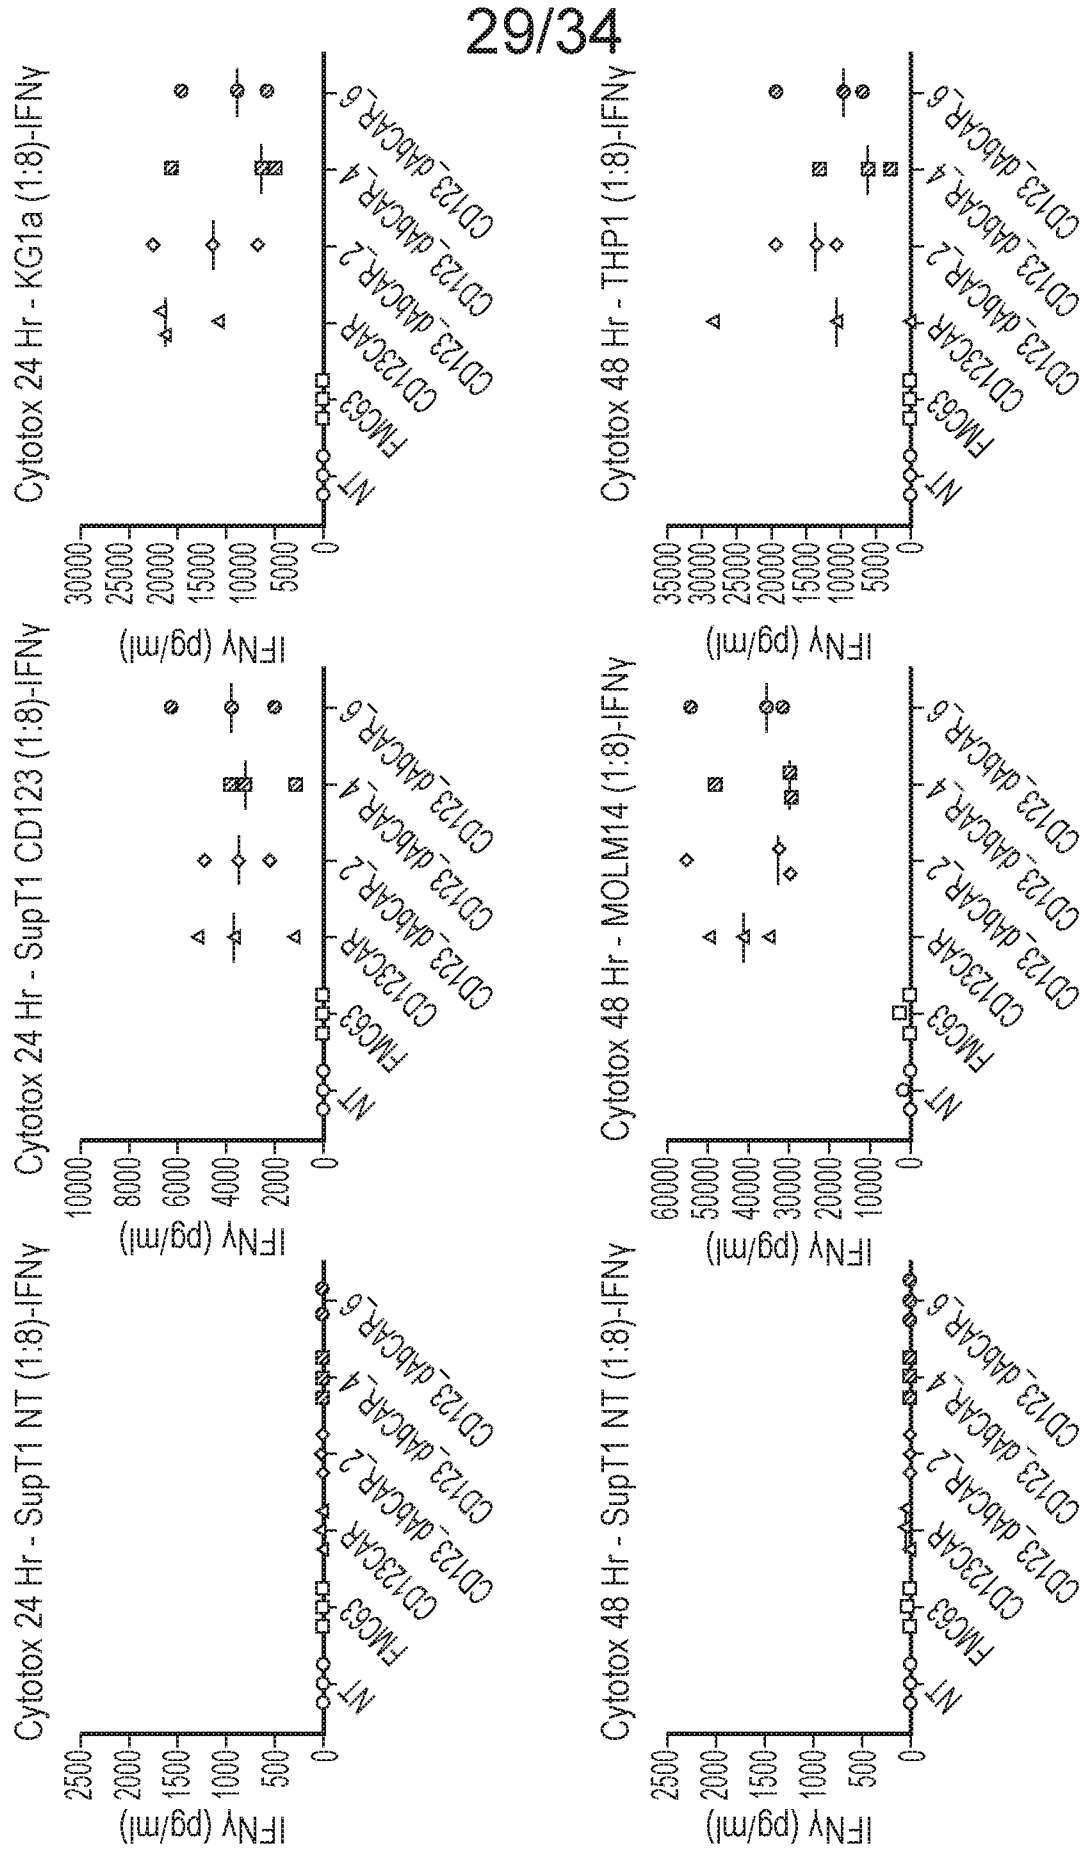 29/34
Cytotox 24 Hr - SupT1 NT (1:8)-IFNγ
IFNγ (pg/ml)
2500
2000
1500
1000
500
0
NT
FMC63
CD123CAR
CD123_dAbCAR_2
CD123_dAbCAR_4
CD123_dAbCAR_6
Cytotox 24 Hr - SupT1 CD123 (1:8)-IFNγ
IFNγ (pg/ml)
10000
8000
6000
4000
2000
0
NT
FMC63
CD123CAR
CD123_dAbCAR_2
CD123_dAbCAR_4
CD123_dAbCAR_6
Cytotox 24 Hr - KG1a (1:8)-IFNγ
IFNγ (pg/ml)
30000
25000
20000
15000
10000
5000
0
NT
FMC63
CD123CAR
CD123_dAbCAR_2
CD123_dAbCAR_4
CD123_dAbCAR_6
Cytotox 48 Hr - SupT1 NT (1:8)-IFNγ
IFNγ (pg/ml)
2500
2000
1500
1000
500
0
NT
FMC63
CD123CAR
CD123_dAbCAR_2
CD123_dAbCAR_4
CD123_dAbCAR_6
Cytotox 48 Hr - MOLM14 (1:8)-IFNγ
IFNγ (pg/ml)
60000
50000
40000
30000
20000
10000
0
NT
FMC63
CD123CAR
CD123_dAbCAR_2
CD123_dAbCAR_4
CD123_dAbCAR_6
Cytotox 48 Hr - THP1 (1:8)-IFNγ
IFNγ (pg/ml)
35000
30000
25000
20000
15000
10000
5000
0
NT
FMC63
CD123CAR
CD123_dAbCAR_2
CD123_dAbCAR_4
CD123_dAbCAR_6